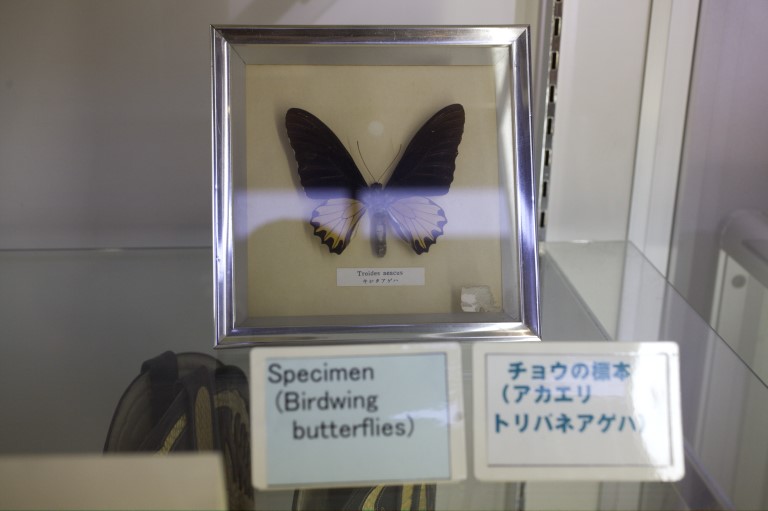 Troides aeacus
Specimen
(Birdwing
butterflies)
チョウの標本
(アカエリ
トリバネアゲハ)